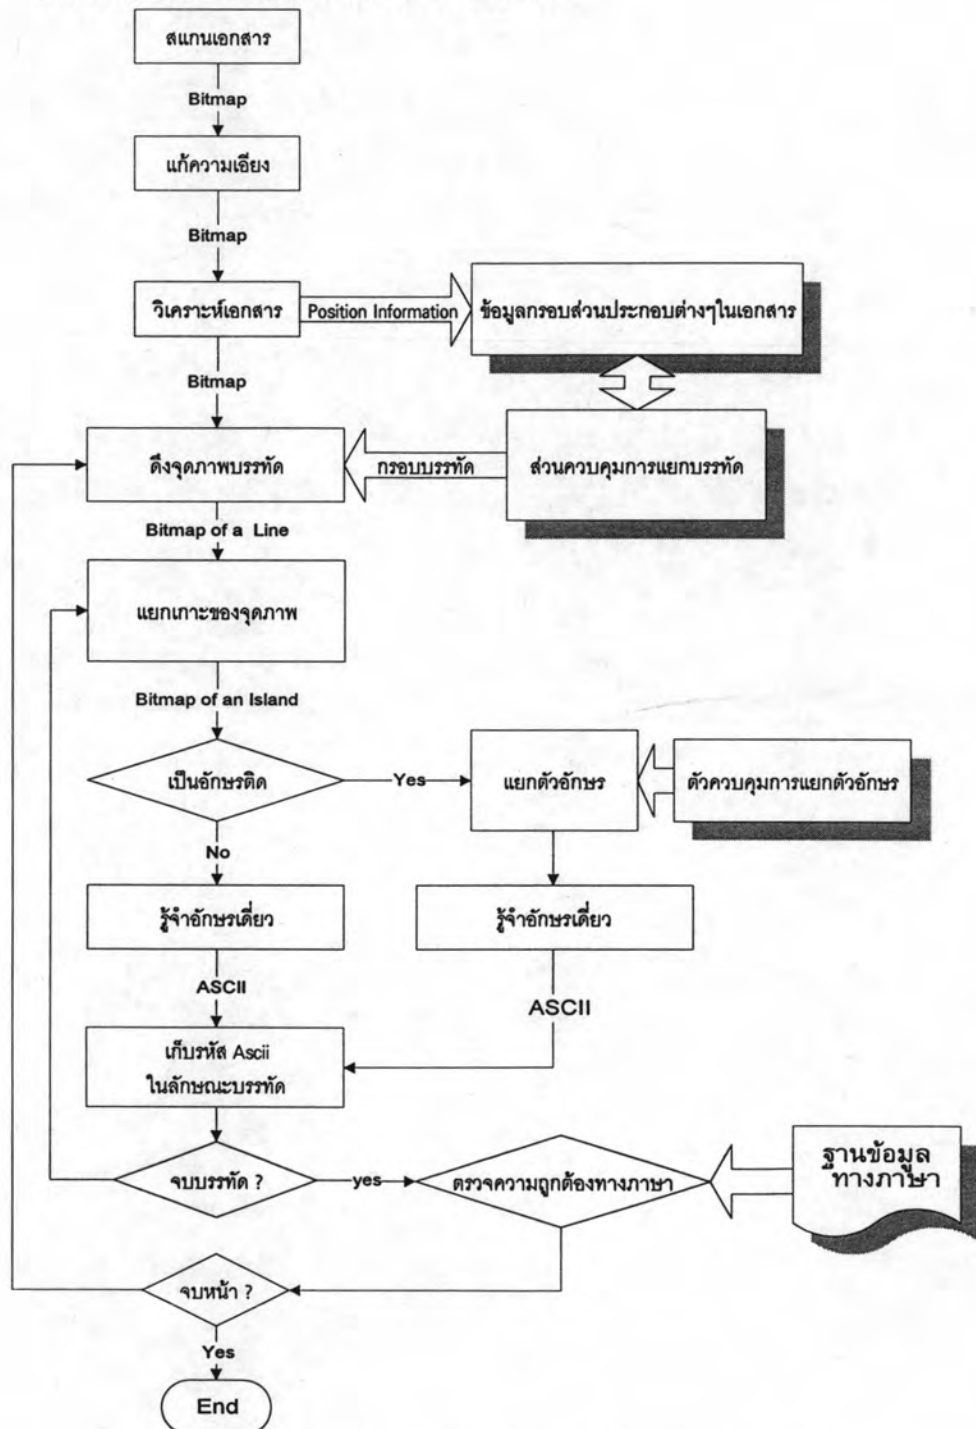 สแกนเอกสาร
Bitmap
แก้ความเอียง
Bitmap
วิเคราะห์เอกสาร
Position Information
ข้อมูลกรอบส่วนประกอบต่างๆในเอกสาร
Bitmap
ดึงจุดภาพบรรทัด
กรอบบรรทัด
ส่วนควบคุมการแยกบรรทัด
Bitmap of a Line
แยกเกาะของจุดภาพ
Bitmap of an Island
เป็นอักษรติด
Yes
แยกตัวอักษร
ตัวควบคุมการแยกตัวอักษร
No
รู้จำอักษรเดี่ยว
รู้จำอักษรเดี่ยว
ASCII
ASCII
เก็บรหัส Ascii
ในลักษณะบรรทัด
จบบรรทัด ?
yes
ตรวจความถูกต้องทางภาษา
ฐานข้อมูล
ทางภาษา
จบหน้า ?
Yes
End